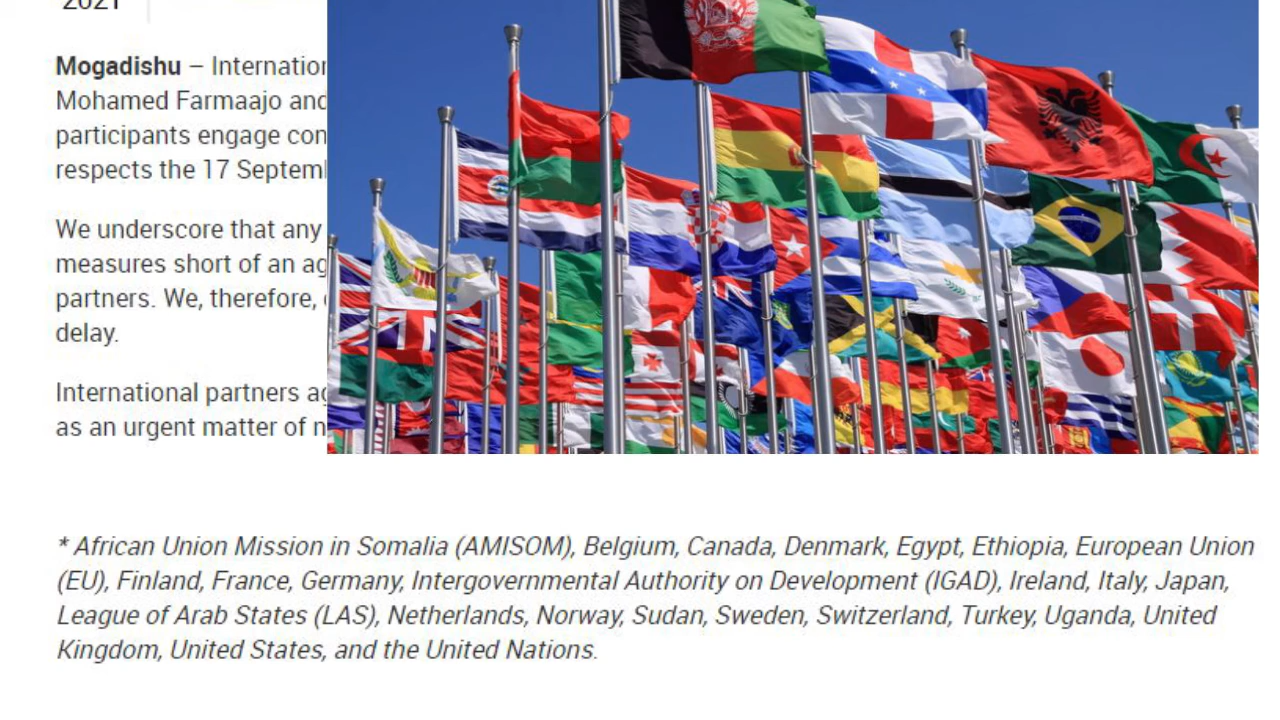 2021
Mogadishu – Internation
Mohamed Farmaajo and
participants engage con
respects the 17 Septem
We underscore that any
measures short of an ag
partners. We, therefore,
delay.
International partners ag
as an urgent matter of n
* African Union Mission in Somalia (AMISOM), Belgium, Canada, Denmark, Egypt, Ethiopia, European Union
(EU), Finland, France, Germany, Intergovernmental Authority on Development (IGAD), Ireland, Italy, Japan,
League of Arab States (LAS), Netherlands, Norway, Sudan, Sweden, Switzerland, Turkey, Uganda, United
Kingdom, United States, and the United Nations.